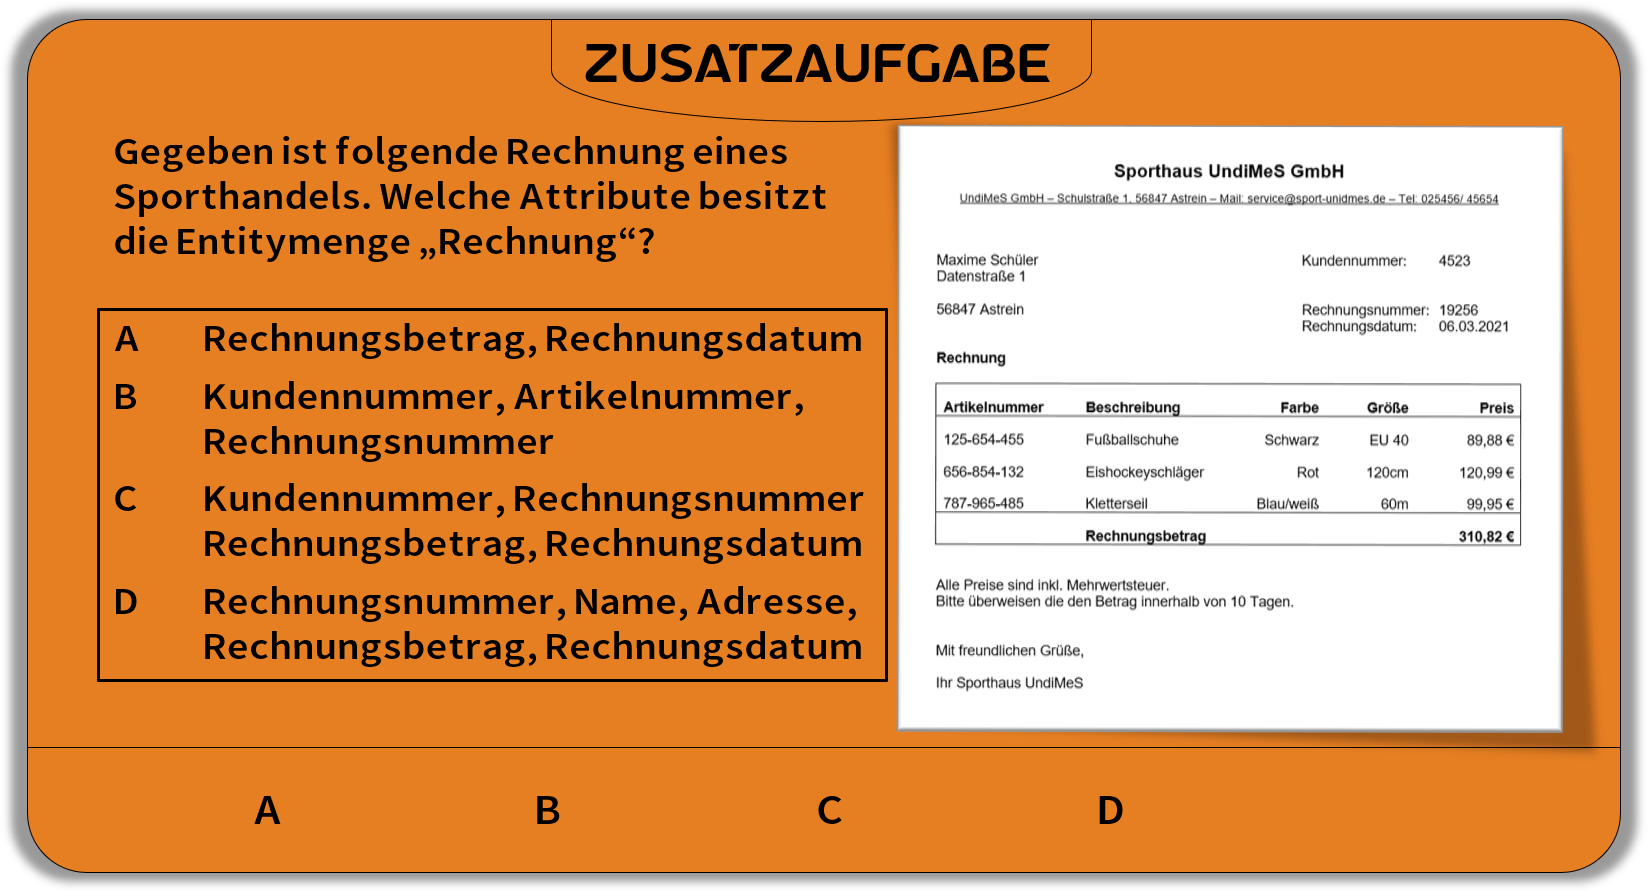 ZUSATZAUFGABE
Gegeben ist folgende Rechnung eines
Sporthandels. Welche Attribute besitzt
die Entitymenge „Rechnung“?
A Rechnungsbetrag, Rechnungsdatum
B Kundennummer, Artikelnummer,
Rechnungsnummer
C Kundennummer, Rechnungsnummer
Rechnungsbetrag, Rechnungsdatum
D Rechnungsnummer, Name, Adresse,
Rechnungsbetrag, Rechnungsdatum
Sporthaus UndiMeS GmbH
UndiMeS GmbH – Schulstraße 1, 56847 Astrein – Mail: service@sport-unidmes.de – Tel: 025456/ 45654
Maxime Schüler Kundennummer: 4523
Datenstraße 1
56847 Astrein Rechnungsnummer: 19256
Rechnungsdatum: 06.03.2021
Rechnung
Artikelnummer Beschreibung Farbe Größe Preis
125-654-455 Fußballschuhe Schwarz EU 40 89,88 €
656-854-132 Eishockeyschläger Rot 120cm 120,99 €
787-965-485 Kletterseil Blau/weiß 60m 99,95 €
Rechnungsbetrag 310,82 €
Alle Preise sind inkl. Mehrwertsteuer.
Bitte überweisen die den Betrag innerhalb von 10 Tagen.
Mit freundlichen Grüße,
Ihr Sporthaus UndiMeS
A B C D